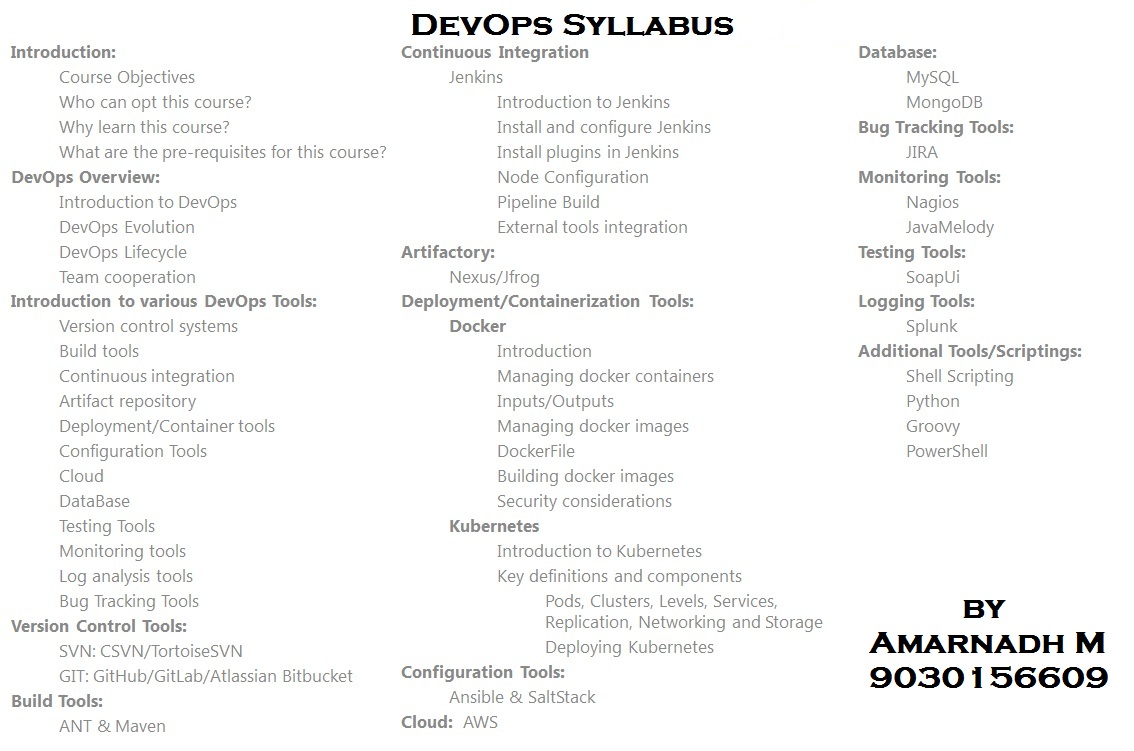 DevOps Syllabus
Introduction:
Course Objectives
Who can opt this course?
Why learn this course?
What are the pre-requisites for this course?
DevOps Overview:
Introduction to DevOps
DevOps Evolution
DevOps Lifecycle
Team cooperation
Introduction to various DevOps Tools:
Version control systems
Build tools
Continuous integration
Artifact repository
Deployment/Container tools
Configuration Tools
Cloud
DataBase
Testing Tools
Monitoring tools
Log analysis tools
Bug Tracking Tools
Version Control Tools:
SVN: CSVN/TortoiseSVN
GIT: GitHub/GitLab/Atlassian Bitbucket
Build Tools:
ANT & Maven
Continuous Integration
Jenkins
Introduction to Jenkins
Install and configure Jenkins
Install plugins in Jenkins
Node Configuration
Pipeline Build
External tools integration
Artifactory:
Nexus/Jfrog
Deployment/Containerization Tools:
Docker
Introduction
Managing docker containers
Inputs/Outputs
Managing docker images
DockerFile
Building docker images
Security considerations
Kubernetes
Introduction to Kubernetes
Key definitions and components
Pods, Clusters, Levels, Services,
Replication, Networking and Storage
Deploying Kubernetes
Configuration Tools:
Ansible & SaltStack
Cloud: AWS
Database:
MySQL
MongoDB
Bug Tracking Tools:
JIRA
Monitoring Tools:
Nagios
JavaMelody
Testing Tools:
SoapUi
Logging Tools:
Splunk
Additional Tools/Scriptings:
Shell Scripting
Python
Groovy
PowerShell
by
Amarnadh M
9030156609